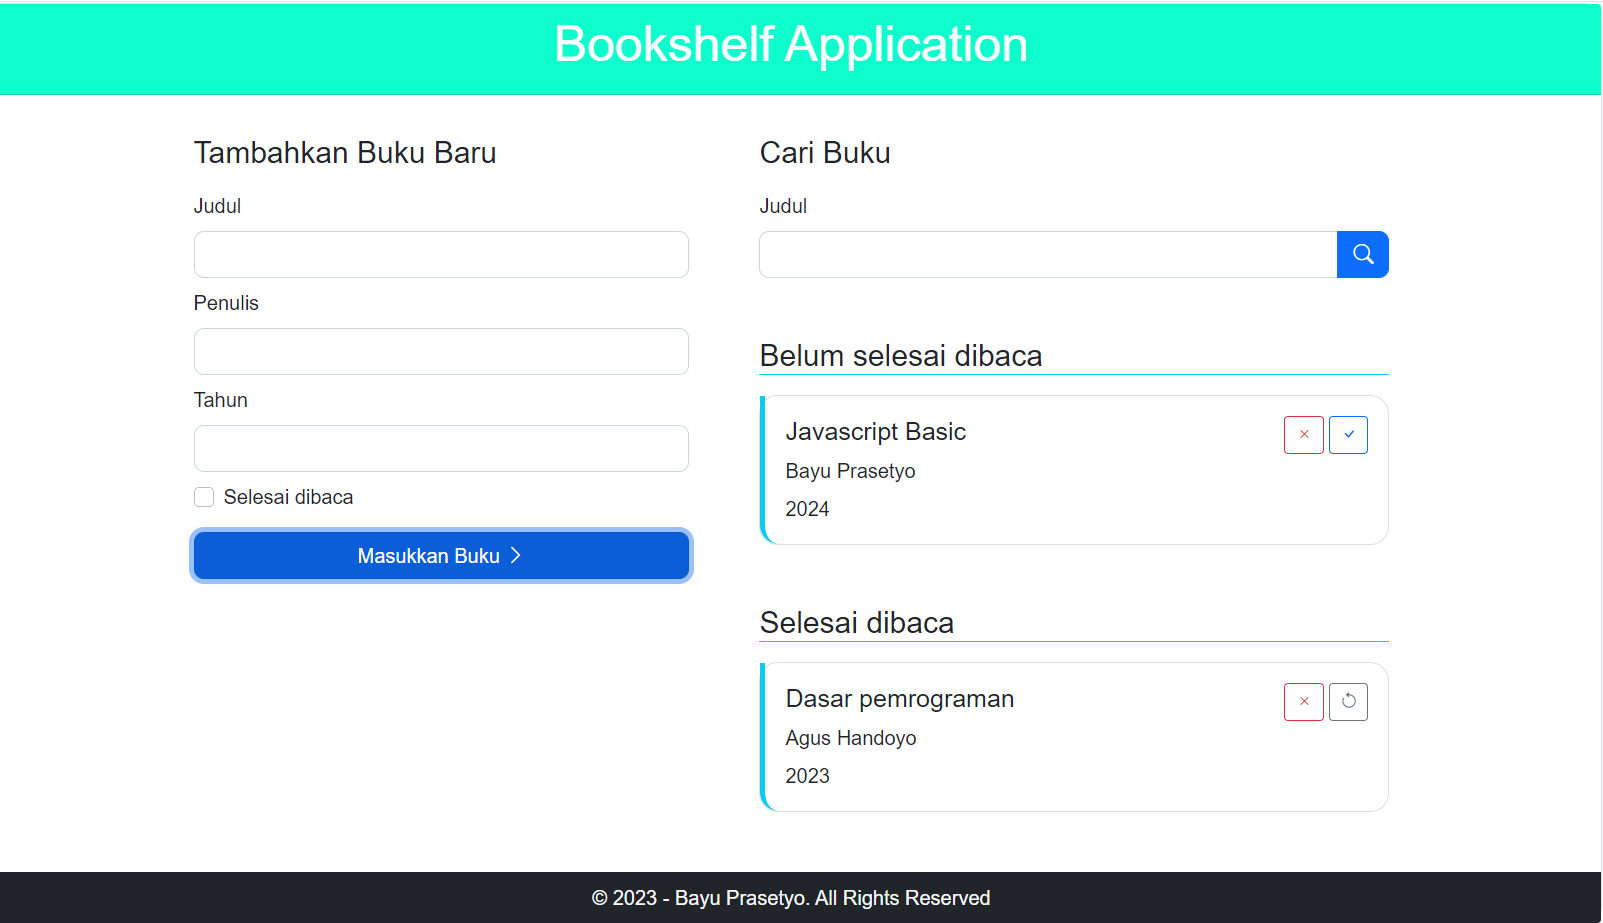 Bookshelf Application
Tambahkan Buku Baru
Judul
Penulis
Tahun
Selesai dibaca
Masukkan Buku
Cari Buku
Judul
Belum selesai dibaca
Javascript Basic
Bayu Prasetyo
2024
Selesai dibaca
Dasar pemrograman
Agus Handoyo
2023
© 2023 - Bayu Prasetyo. All Rights Reserved